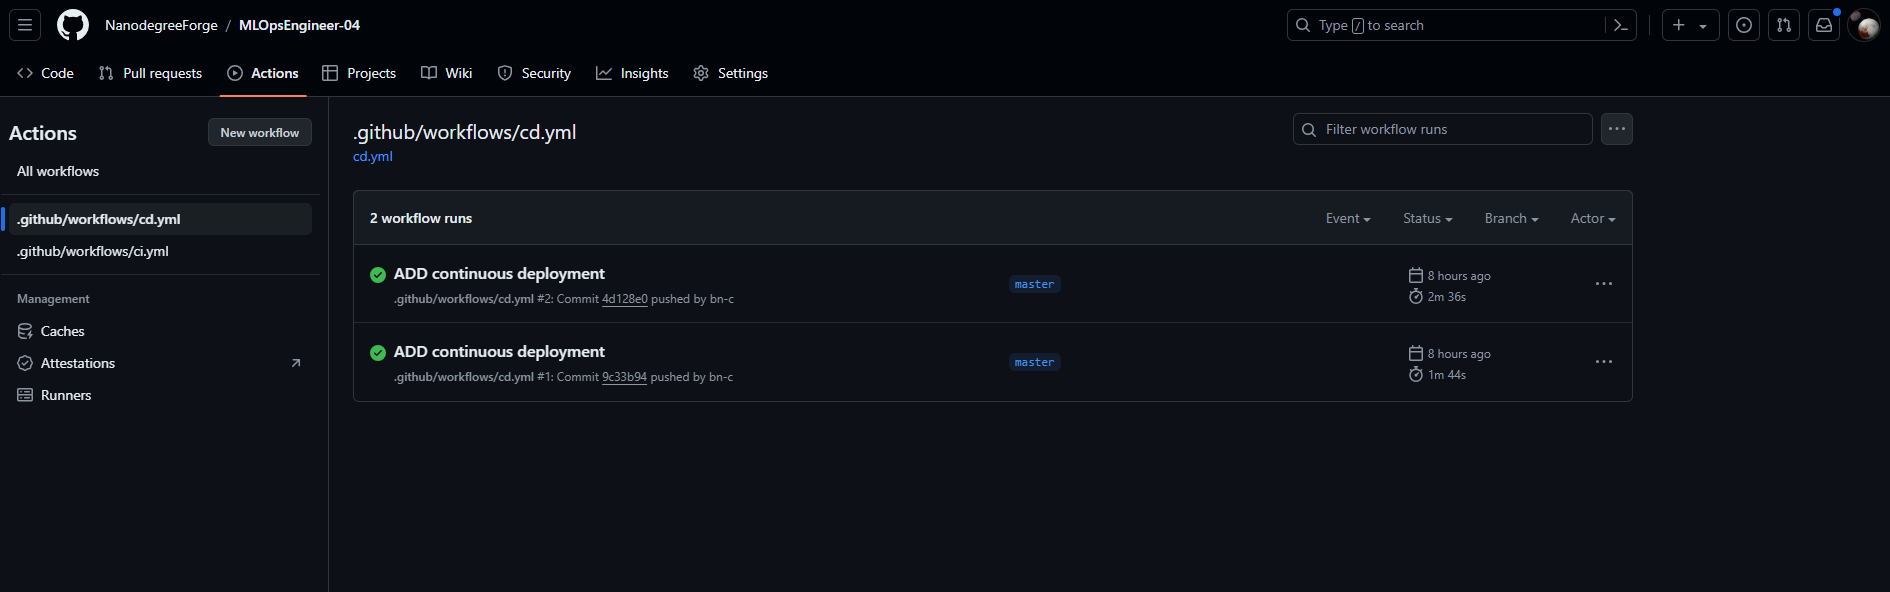 NanodegreeForge / MLOpsEngineer-04
Type / to search
Code Pull requests Actions Projects Wiki Security Insights Settings
Actions
New workflow
All workflows
.github/workflows/cd.yml
.github/workflows/ci.yml
Management
Caches
Attestations
Runners
.github/workflows/cd.yml
cd.yml
Filter workflow runs
2 workflow runs
Event Status Branch Actor
ADD continuous deployment
.github/workflows/cd.yml #2: Commit 4d128e0 pushed by bn-c
master
8 hours ago
2m 36s
ADD continuous deployment
.github/workflows/cd.yml #1: Commit 9c33b94 pushed by bn-c
master
8 hours ago
1m 44s